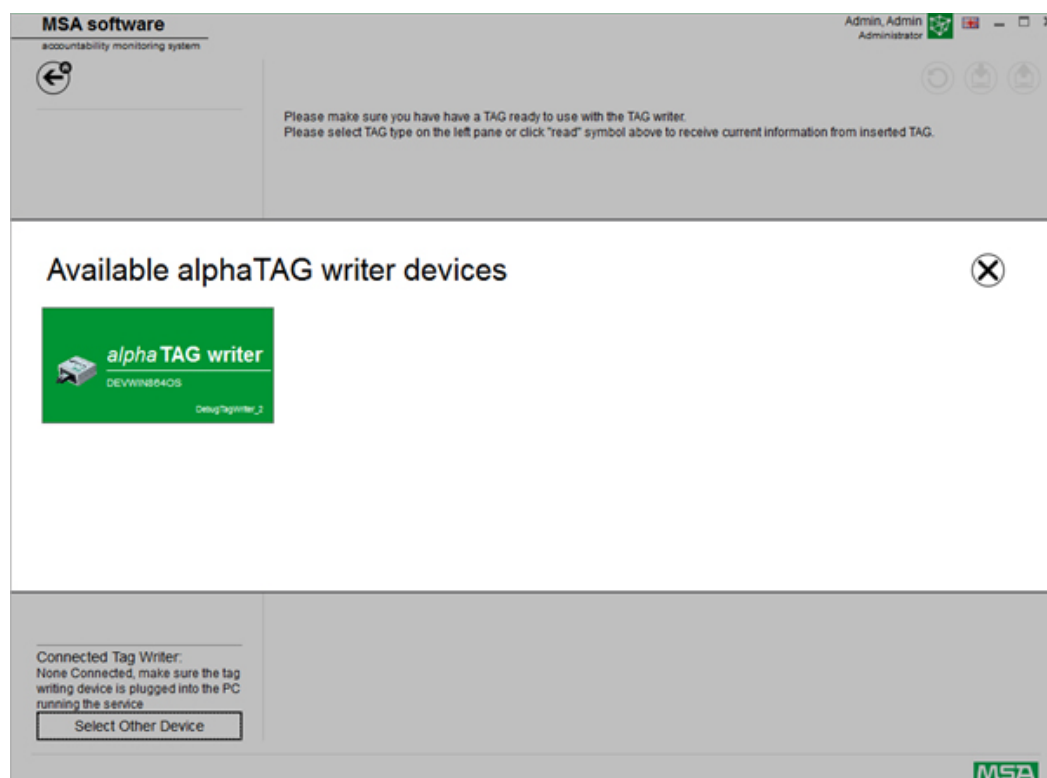 MSA software
accountability monitoring system
Admin, Admin
Administrator
Please make sure you have have a TAG ready to use with the TAG writer.
Please select TAG type on the left pane or click "read" symbol above to receive current information from inserted TAG.
Available alphaTAG writer devices
alpha TAG writer
DEVWIN864OS
DebugTagWriter_2
Connected Tag Writer:
None Connected, make sure the tag
writing device is plugged into the PC
running the service
Select Other Device
MSA